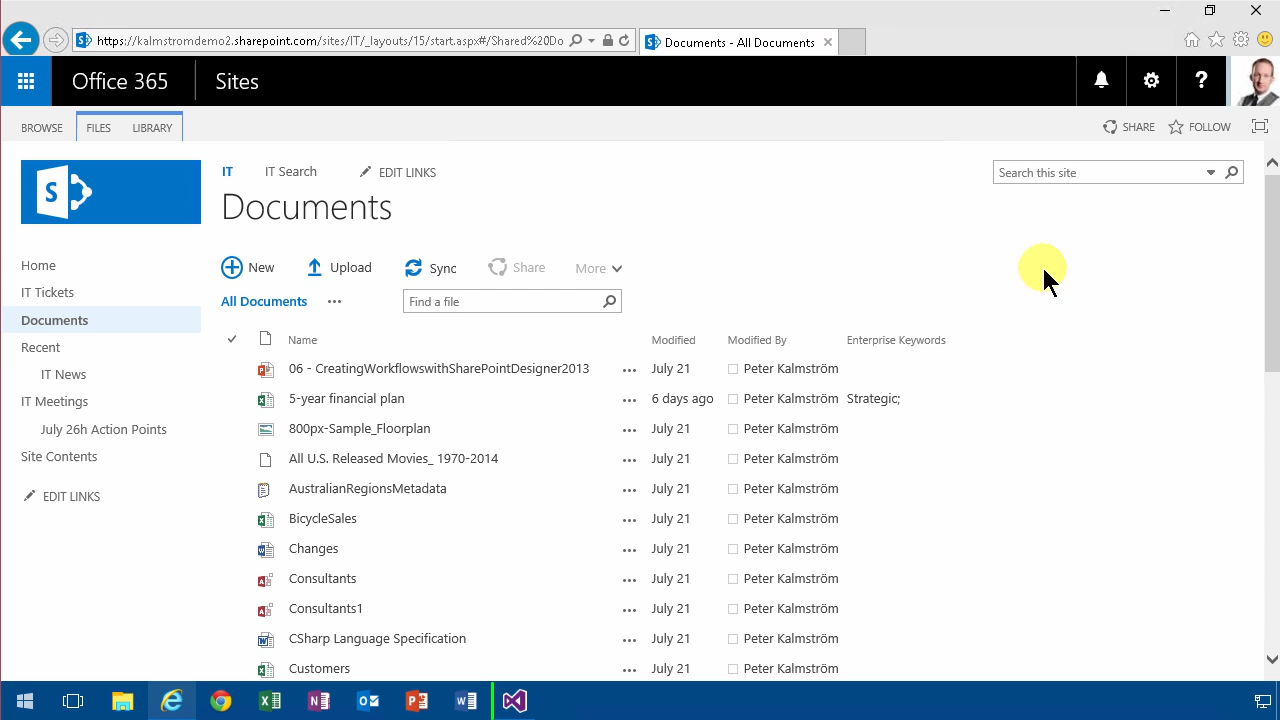 https://kalmstromdemo2.sharepoint.com/sites/IT/_layouts/15/start.aspx#/Shared%20Do
Documents - All Documents
Office 365
Sites
?
BROWSE
FILES
LIBRARY
SHARE
FOLLOW
S
IT
IT Search
EDIT LINKS
Search this site
Documents
Home
IT Tickets
Documents
Recent
IT News
IT Meetings
July 26h Action Points
Site Contents
EDIT LINKS
New
Upload
Sync
Share
More
All Documents
Find a file
Name Modified Modified By Enterprise Keywords
06 - CreatingWorkflowswithSharePointDesigner2013 July 21 Peter Kalmström
5-year financial plan 6 days ago Peter Kalmström Strategic;
800px-Sample_Floorplan July 21 Peter Kalmström
All U.S. Released Movies_ 1970-2014 July 21 Peter Kalmström
AustralianRegionsMetadata July 21 Peter Kalmström
BicycleSales July 21 Peter Kalmström
Changes July 21 Peter Kalmström
Consultants July 21 Peter Kalmström
Consultants1 July 21 Peter Kalmström
CSharp Language Specification July 21 Peter Kalmström
Customers July 21 Peter Kalmström